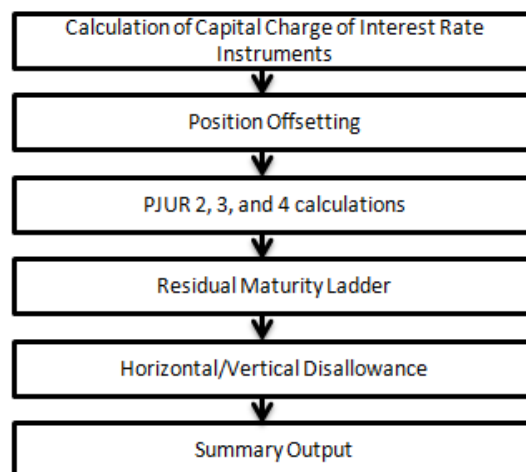 Calculation of Capital Charge of Interest Rate
Instruments
Position Offsetting
PJUR 2, 3, and 4 calculations
Residual Maturity Ladder
Horizontal/Vertical Disallowance
Summary Output